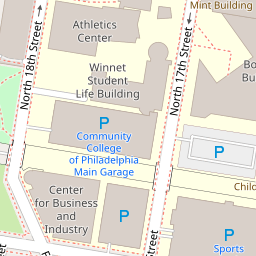 Mint Building
Athletics
Center
North 18th Street
Winnet
Student
Life Building
North 17th Street
P
Community
College
of Philadelphia
Main Garage
P
Center
for Business
and
Industry
P
Street
P
Sports